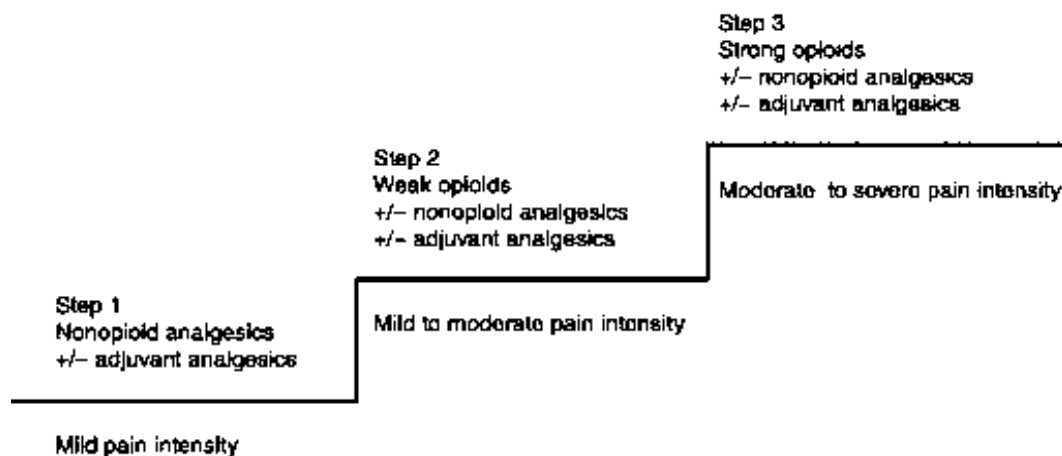 Step 3
Strong opioids
+/– nonopioid analgesics
+/– adjuvant analgesics
Moderate to severe pain intensity
Step 2
Weak opioids
+/– nonopioid analgesics
+/– adjuvant analgesics
Mild to moderate pain intensity
Step 1
Nonopioid analgesics
+/– adjuvant analgesics
Mild pain intensity